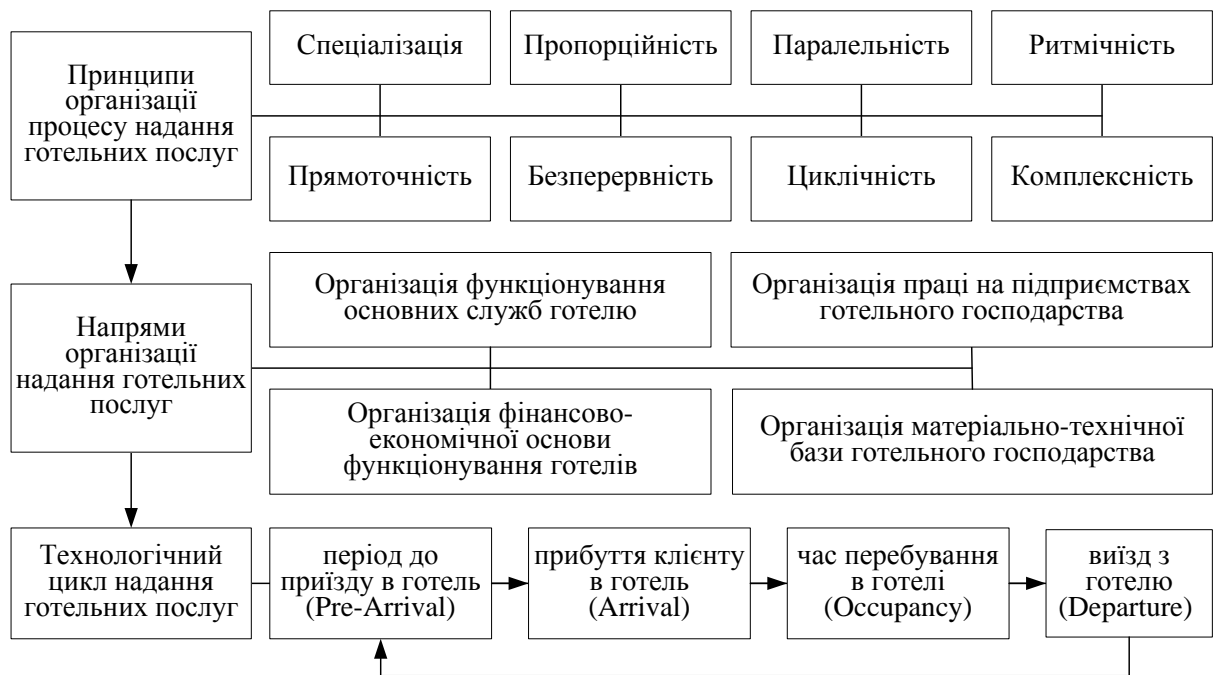 Принципи
організації
процесу надання
готельних послуг
Спеціалізація
Пропорційність
Паралельність
Ритмічність
Прямоточність
Безперервність
Циклічність
Комплексність
Напрями
організації
надання готельних
послуг
Організація функціонування
основних служб готелю
Організація праці на підприємствах
готельного господарства
Організація фінансово-
економічної основи
функціонування готелів
Організація матеріально-технічної
бази готельного господарства
Технологічний
цикл надання
готельних послуг
період до
приїзду в готель
(Pre-Arrival)
прибуття клієнту
в готель
(Arrival)
час перебування
в готелі
(Occupancy)
виїзд з
готелю
(Departure)